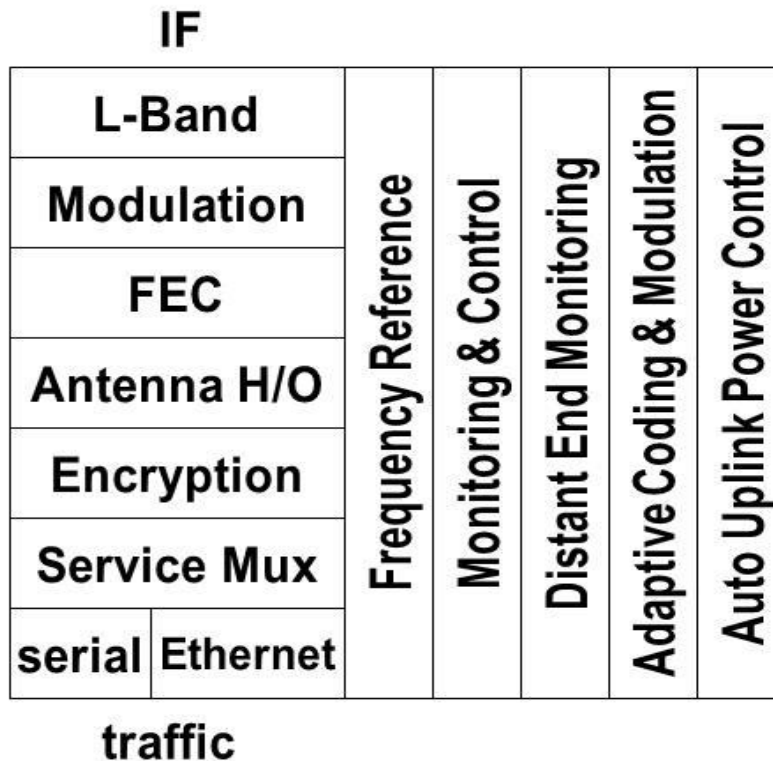 IF
L-Band
Modulation
FEC
Antenna H/O
Encryption
Service Mux
serial
Ethernet
Frequency Reference
Monitoring & Control
Distant End Monitoring
Adaptive Coding & Modulation
Auto Uplink Power Control
traffic